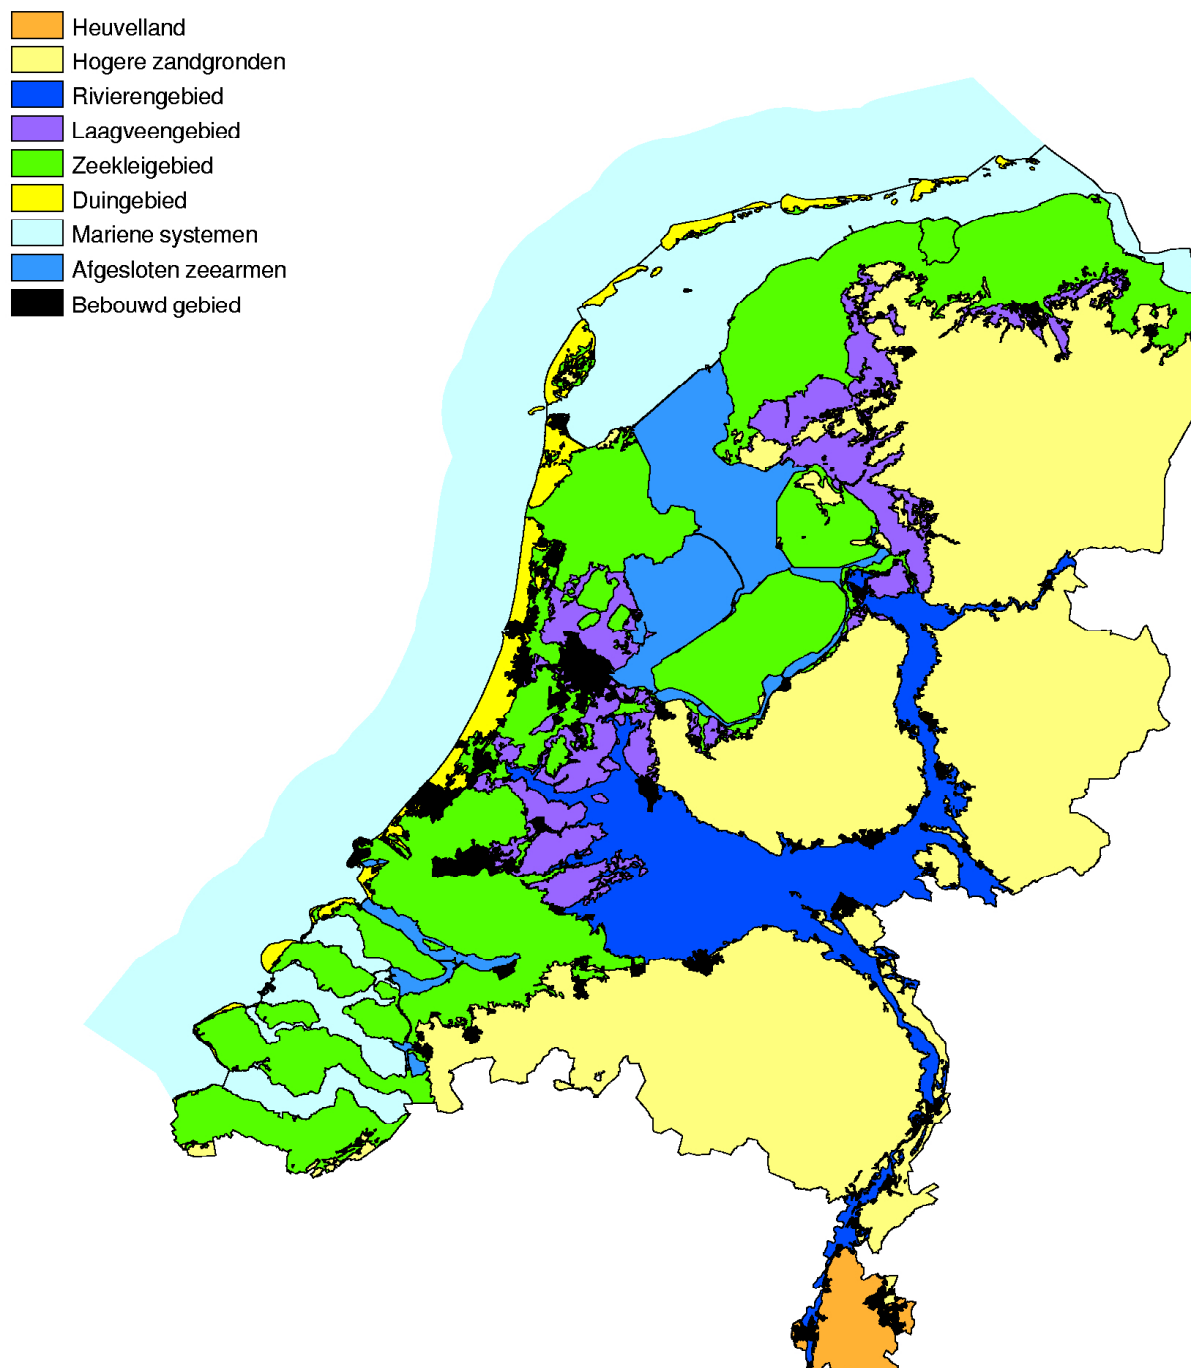 Heuvelland
Hogere zandgronden
Rivierengebied
Laagveengebied
Zeekleigebied
Duingebied
Mariene systemen
Afgesloten zeearmen
Bebouwd gebied